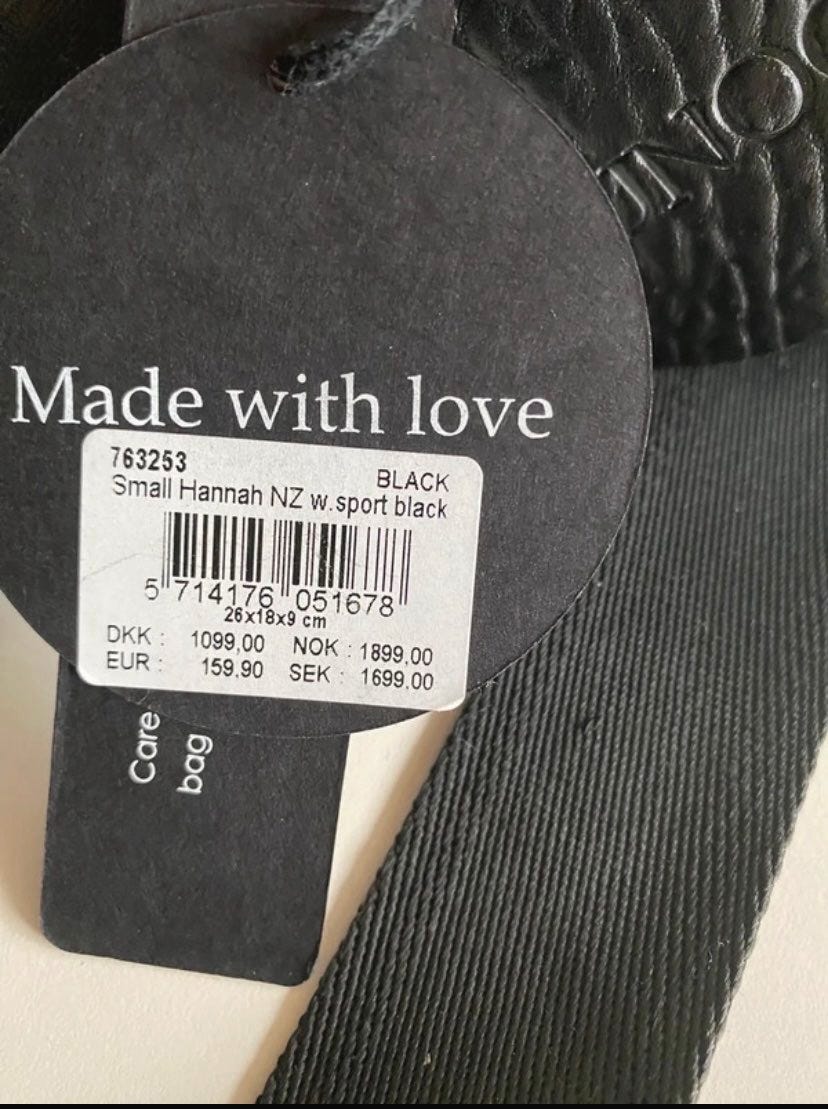 Made with love
763253
BLACK
Small Hannah NZ w.sport black
5 714176 051678
26x18x9 cm
DKK : 1099,00 NOK : 1899,00
EUR : 159.90 SEK : 1699.00
Care
bag